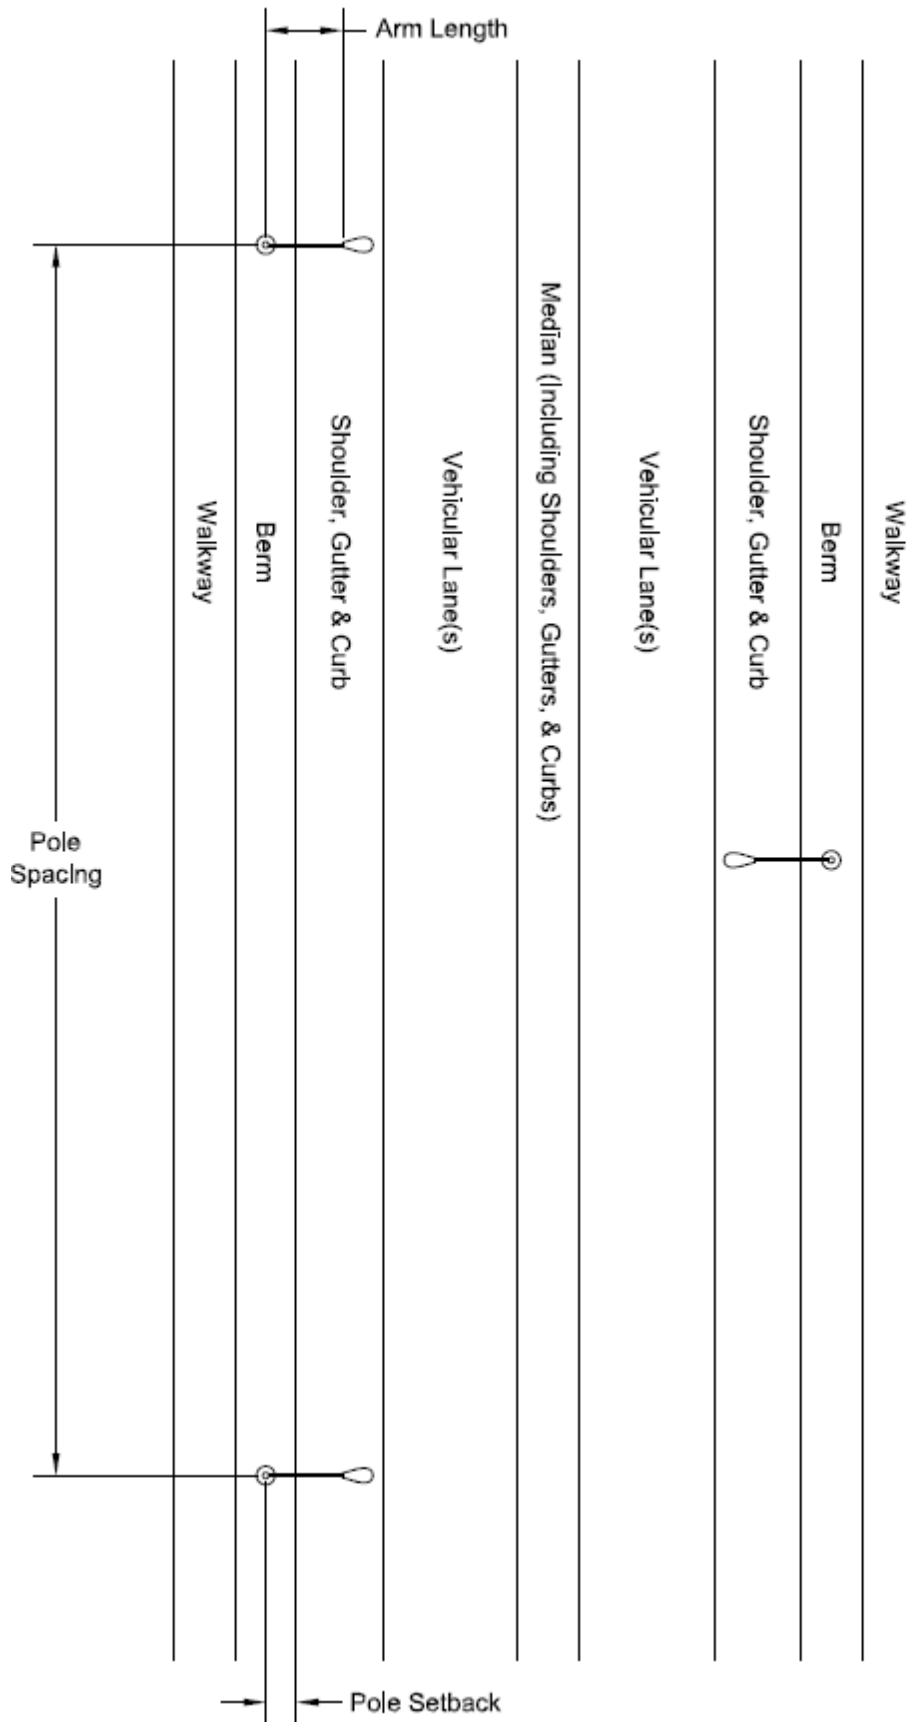 Arm Length
Walkway
Berm
Shoulder, Gutter & Curb
Vehicular Lane(s)
Median (Including Shoulders, Gutters, & Curbs)
Vehicular Lane(s)
Shoulder, Gutter & Curb
Berm
Walkway
Pole
Spacing
Pole Setback